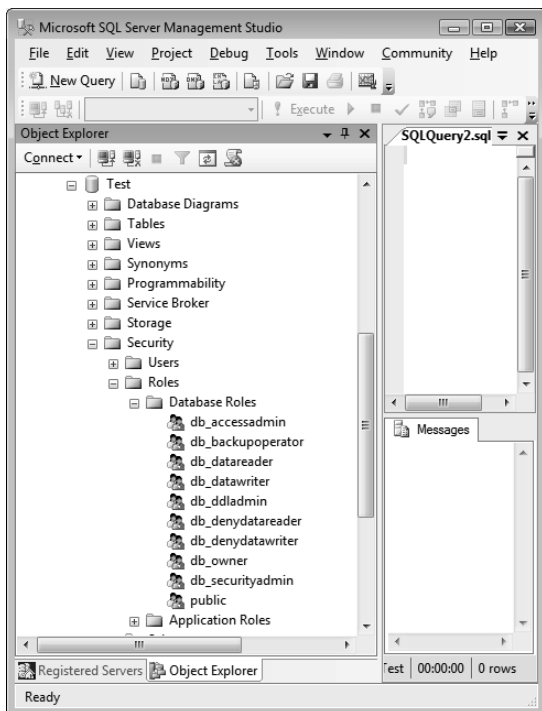 Microsoft SQL Server Management Studio
File Edit View Project Debug Tools Window Community Help
New Query
Execute
Object Explorer
SQLQuery2.sql
Connect
Test
Database Diagrams
Tables
Views
Synonyms
Programmability
Service Broker
Storage
Security
Users
Roles
Database Roles
db_accessadmin
db_backupoperator
db_datareader
db_datawriter
db_ddladmin
db_denydatareader
db_denydatawriter
db_owner
db_securityadmin
public
Application Roles
Messages
Registered Servers Object Explorer
Test 00:00:00 0 rows
Ready